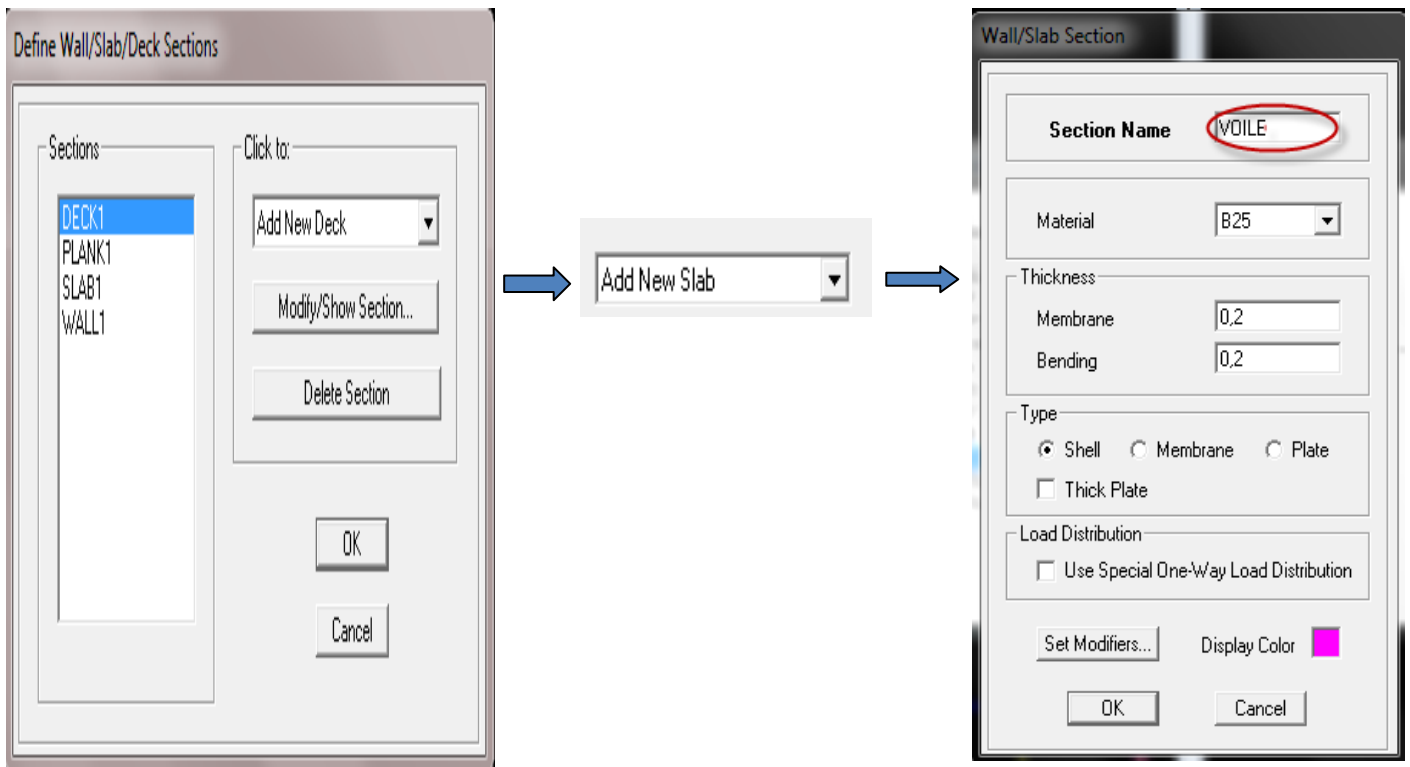 Define Wall/Slab/Deck Sections
Sections
DECK1
PLANK1
SLAB1
WALL1
Click to:
Add New Deck
Modify/Show Section...
Delete Section
OK
Cancel
Add New Slab
Wall/Slab Section
Section Name VOILE
Material B25
Thickness
Membrane 0,2
Bending 0,2
Type
Shell Membrane Plate
Thick Plate
Load Distribution
Use Special One-Way Load Distribution
Set Modifiers... Display Color
OK Cancel